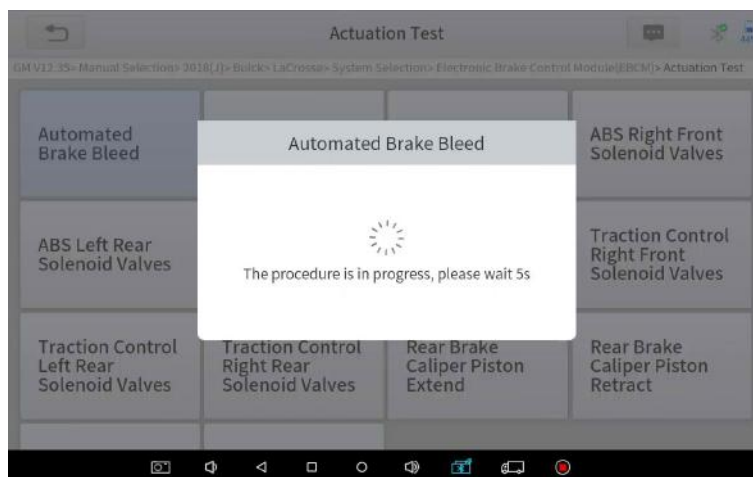 Actuation Test
GM V12.35> Manual Selection> 2018(J)> Buick> LaCrosse> System Selection> Electronic Brake Control Module(EBCM)> Actuation Test
Automated
Brake Bleed
Automated Brake Bleed
ABS Right Front
Solenoid Valves
ABS Left Rear
Solenoid Valves
The procedure is in progress, please wait 5s
Traction Control
Right Front
Solenoid Valves
Traction Control
Left Rear
Solenoid Valves
Traction Control
Right Rear
Solenoid Valves
Rear Brake
Caliper Piston
Extend
Rear Brake
Caliper Piston
Retract